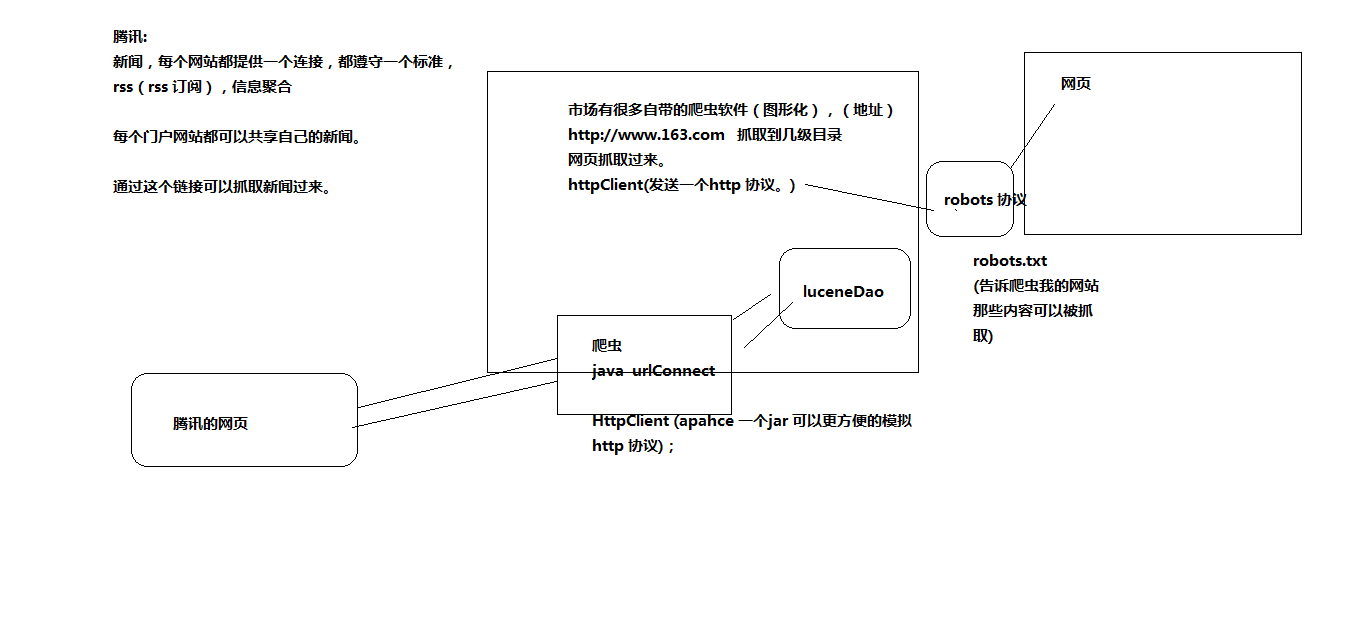 腾讯:
新闻，每个网站都提供一个连接，都遵守一个标准，
rss（rss 订阅），信息聚合
每个门户网站都可以共享自己的新闻。
通过这个链接可以抓取新闻过来。
市场有很多自带的爬虫软件（图形化），（地址）
http://www.163.com 抓取到几级目录
网页抓取过来。
httpClient(发送一个http 协议。)
网页
robots 协议
robots.txt
(告诉爬虫我的网站
那些内容可以被抓
取)
luceneDao
爬虫
java urlConnect
HttpClient (apahce 一个jar 可以更方便的模拟
http 协议)；
腾讯的网页